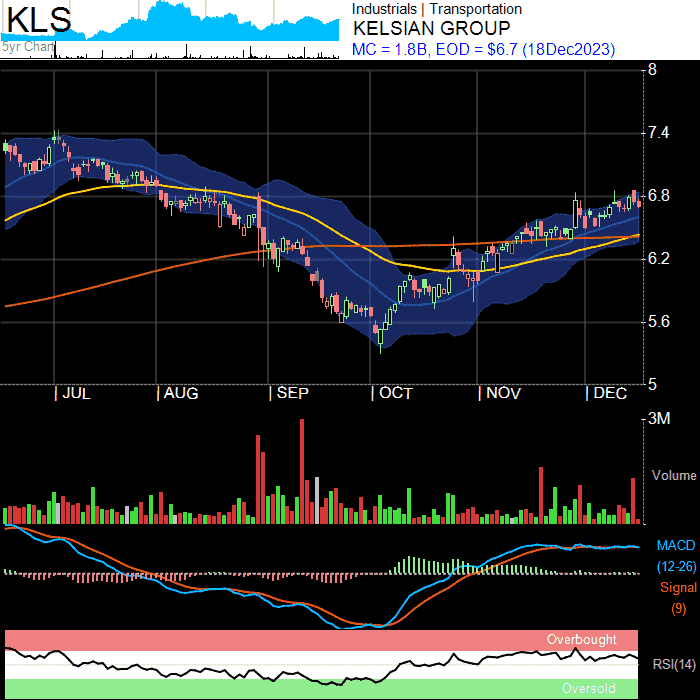 KLS
5yr Chart
Industrials | Transportation
KELSIAN GROUP
MC = 1.8B, EOD = $6.7 (18Dec2023)
8
7.4
6.8
6.2
5.6
5
| JUL | AUG | SEP | OCT | NOV | DEC
3M
Volume
MACD
(12-26)
Signal
(9)
Overbought
RSI(14)
Oversold